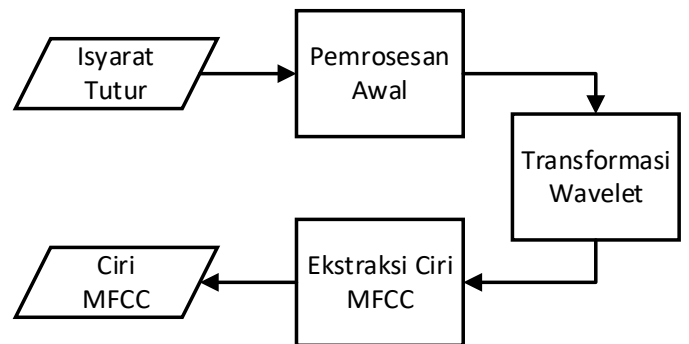 Isyarat
Tutur
Pemrosesan
Awal
Transformasi
Wavelet
Ekstraksi Ciri
MFCC
Ciri
MFCC